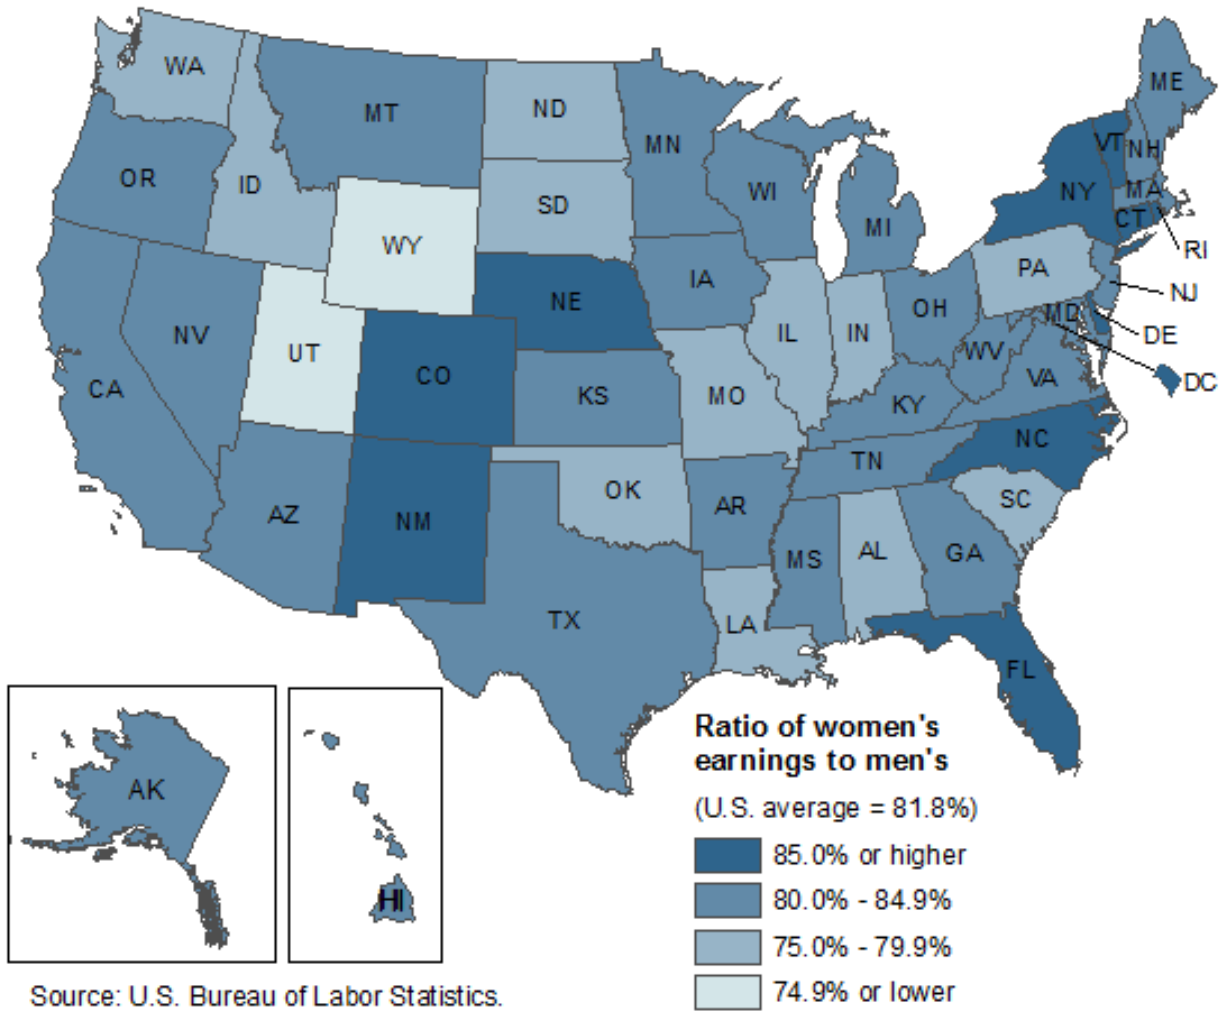 WA
MT
ND
MN
ME
VT
NH
OR
ID
SD
WI
MI
NY
MA
CT
RI
WY
IA
PA
NJ
NE
NV
UT
CO
IL
IN
OH
MD
DE
WV
VA
DC
CA
KS
MO
KY
NC
TN
AZ
NM
OK
AR
SC
MS
AL
GA
TX
LA
FL
AK
HI
Ratio of women's
earnings to men's
(U.S. average = 81.8%)
85.0% or higher
80.0% - 84.9%
75.0% - 79.9%
74.9% or lower
Source: U.S. Bureau of Labor Statistics.